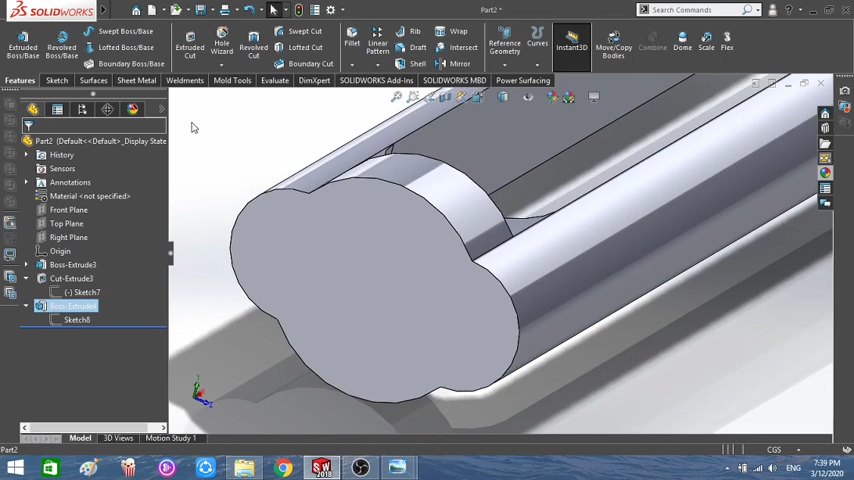 SOLIDWORKS
Part2 *
Search Commands
Extruded Boss/Base
Revolved Boss/Base
Swept Boss/Base
Lofted Boss/Base
Boundary Boss/Base
Extruded Cut
Hole Wizard
Revolved Cut
Swept Cut
Lofted Cut
Boundary Cut
Fillet
Linear Pattern
Rib
Draft
Shell
Wrap
Intersect
Mirror
Reference Geometry
Curves
Instant3D
Move/Copy Bodies
Combine
Dome
Scale
Flex
Features
Sketch
Surfaces
Sheet Metal
Weldments
Mold Tools
Evaluate
DimXpert
SOLIDWORKS Add-Ins
SOLIDWORKS MBD
Power Surfacing
Part2 (Default<<Default>_Display State
History
Sensors
Annotations
Material <not specified>
Front Plane
Top Plane
Right Plane
Origin
Boss-Extrude3
Cut-Extrude3
(-) Sketch7
Boss-Extrude4
Sketch8
Model
3D Views
Motion Study 1
Part2
CGS
SW
2018
ENG
7:39 PM
3/12/2020